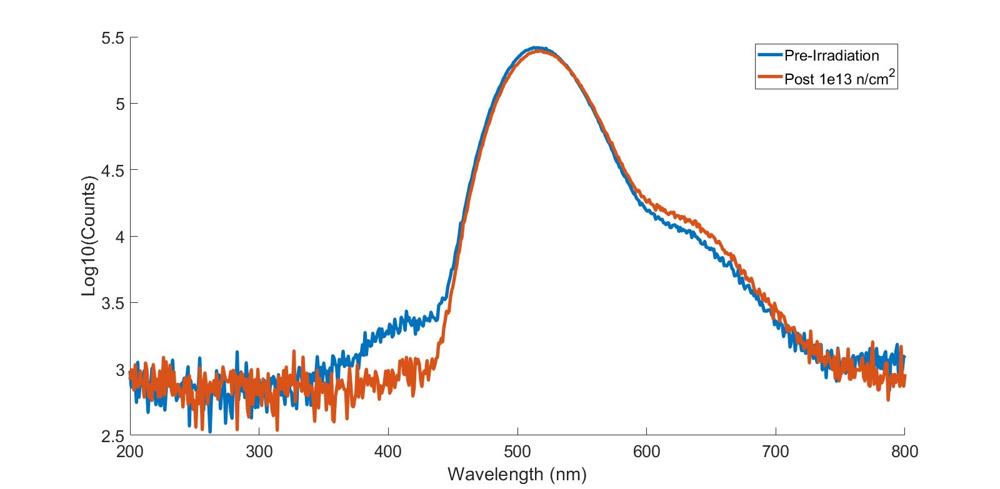 5.5
5
4.5
4
3.5
3
2.5
Log10(Counts)
200 300 400 500 600 700 800
Wavelength (nm)
Pre-Irradiation
Post 1e13 n/cm²